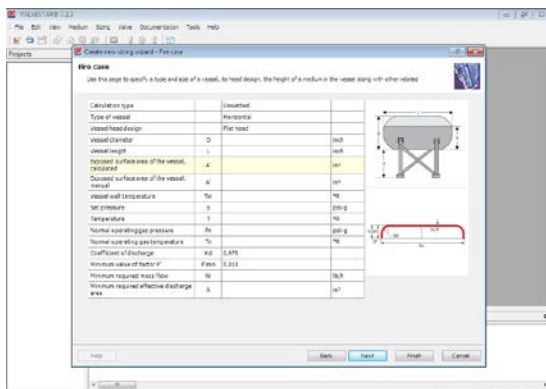 VALVESTAR® 7.2.3
File Edit View Medium Sizing Valve Documentation Tools Help
Projects
Create new sizing wizard - Fire case
Fire case
Use this page to specify a type and size of a vessel, its head design, the height of a medium in the vessel along with other related
Calculation type Unwetted
Type of vessel Horizontal
Vessel head design Flat head
Vessel diameter D inch
Vessel length L inch
Exposed surface area of the vessel, calculated A' in²
Exposed surface area of the vessel, manual A' in²
Vessel wall temperature Tw °R
Set pressure p psi-g
Temperature T °R
Normal operating gas pressure Pn psi-g
Normal operating gas temperature Tn °R
Coefficient of discharge Kd 0.975
Minimum value of factor F' F'min 0.010
Minimum required mass flow W lb/h
Minimum required effective discharge area A in²
Help Back Next Finish Cancel